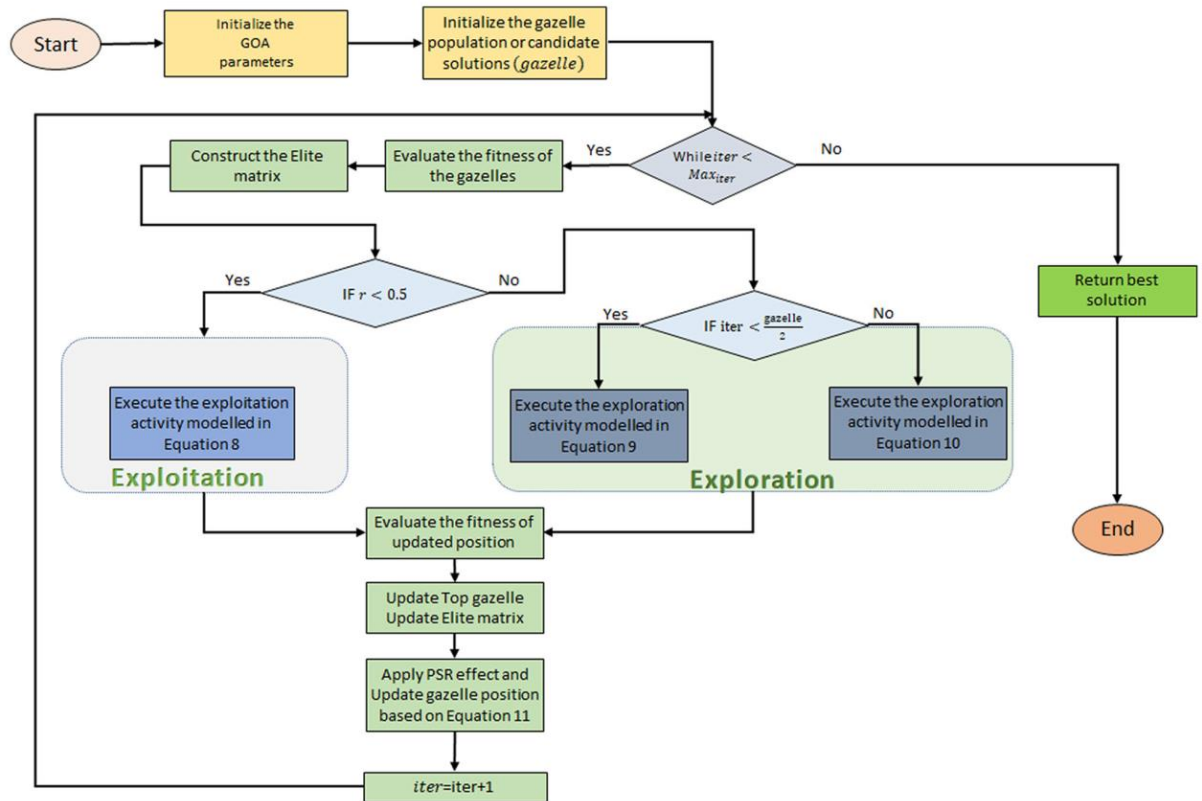 Start
Initialize the
GOA
parameters
Initialize the gazelle
population or candidate
solutions (gazelle)
Construct the Elite
matrix
Evaluate the fitness of
the gazelles
Yes
While iter <
Max_iter
No
Yes
IF r < 0.5
No
Return best
solution
Yes
IF iter < gazelle/2
No
Execute the exploitation
activity modelled in
Equation 8
Exploitation
Execute the exploration
activity modelled in
Equation 9
Execute the exploration
activity modelled in
Equation 10
Exploration
Evaluate the fitness of
updated position
End
Update Top gazelle
Update Elite matrix
Apply PSR effect and
Update gazelle position
based on Equation 11
iter=iter+1